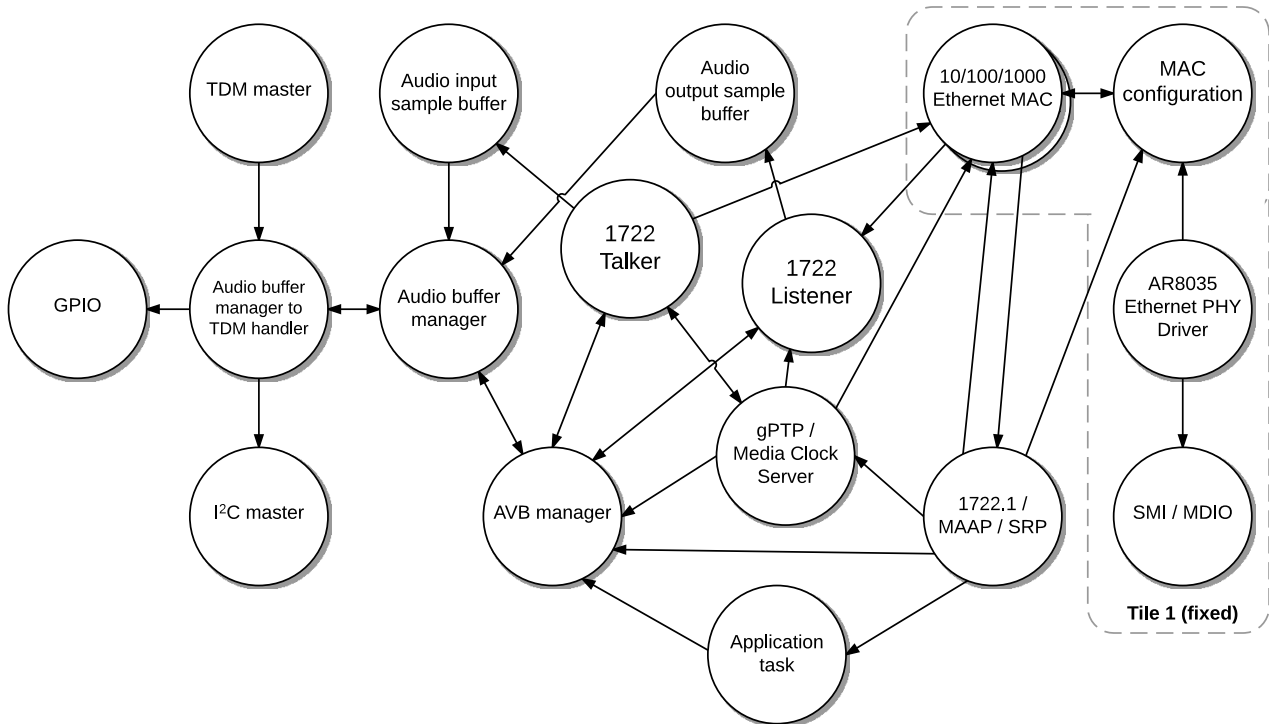 TDM master
Audio input
sample buffer
Audio
output sample
buffer
10/100/1000
Ethernet MAC
MAC
configuration
1722
Talker
1722
Listener
GPIO
Audio buffer
manager to
TDM handler
Audio buffer
manager
AR8035
Ethernet PHY
Driver
gPTP /
Media Clock
Server
I²C master
AVB manager
1722.1 /
MAAP / SRP
SMI / MDIO
Tile 1 (fixed)
Application
task